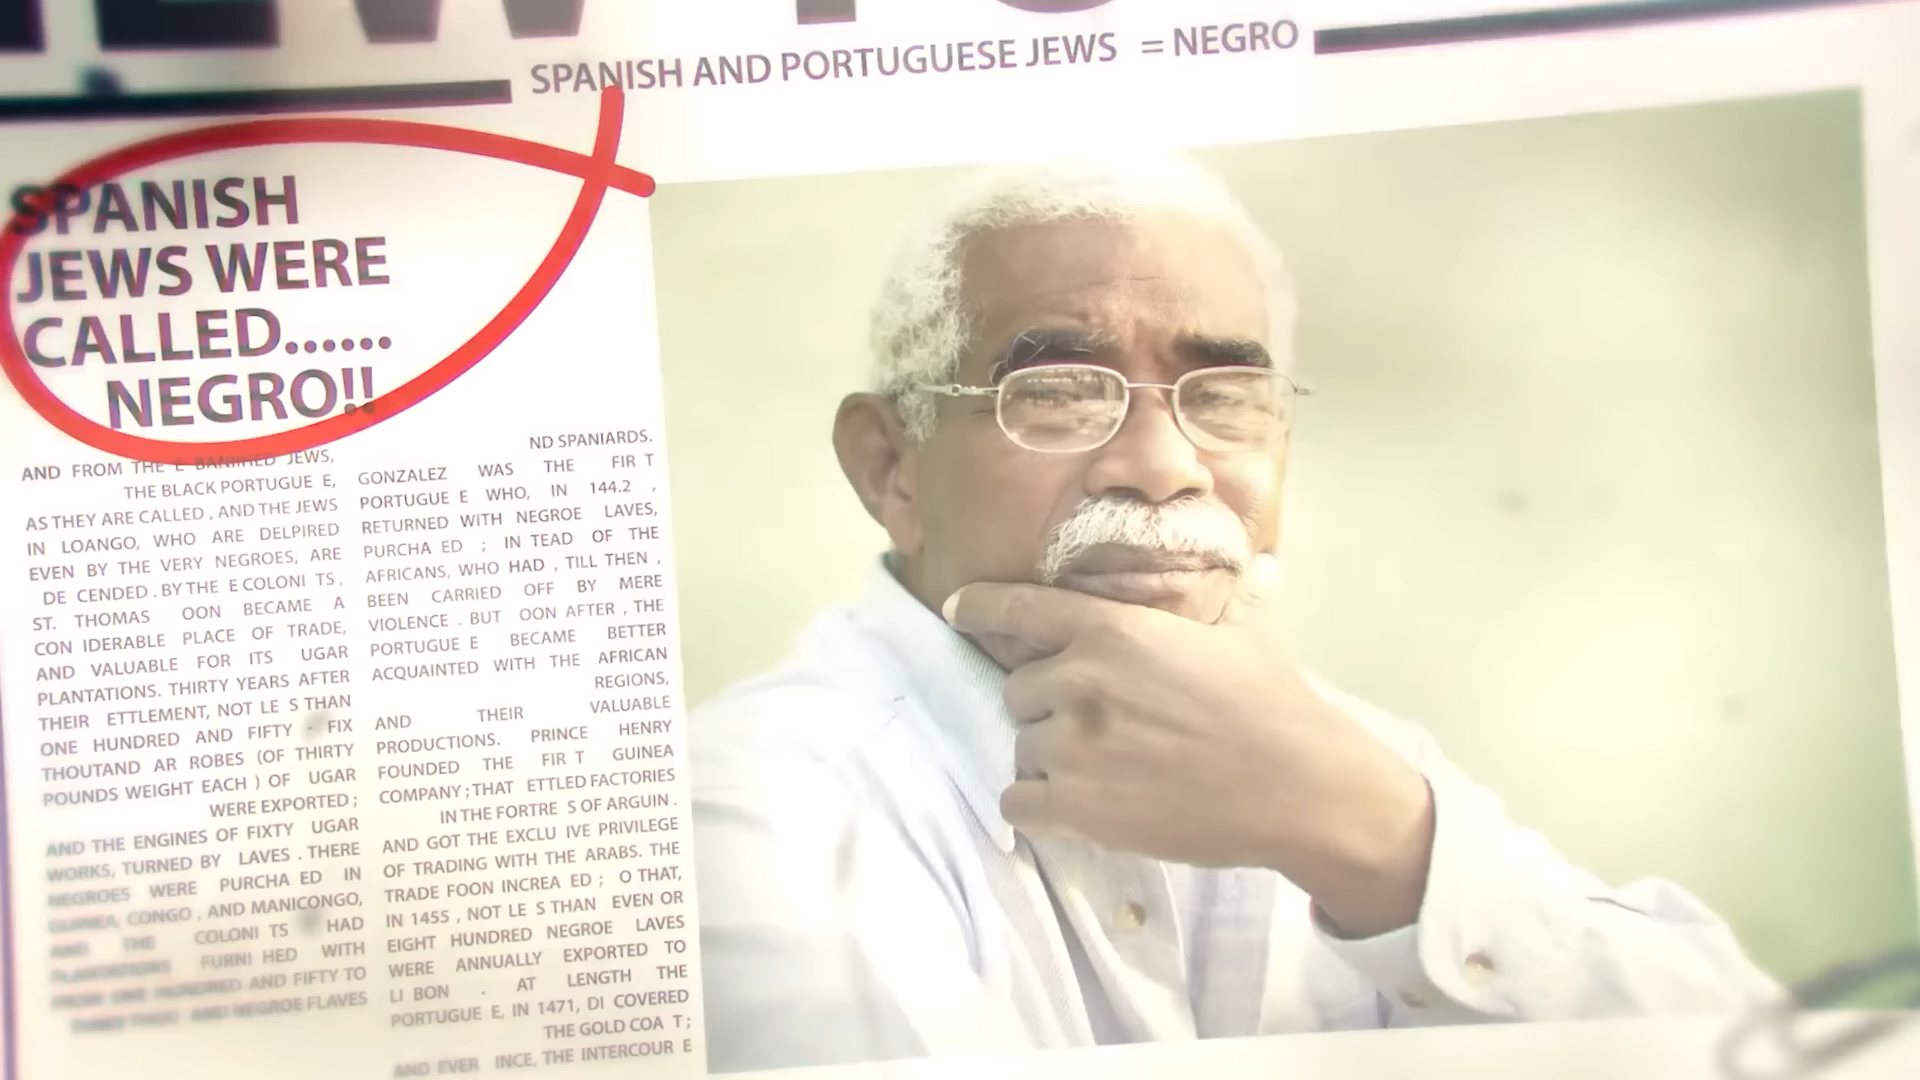 SPANISH AND PORTUGUESE JEWS = NEGRO
SPANISH
JEWS WERE
CALLED......
NEGRO!!
AND FROM THE E BANIIHED JEWS,
THE BLACK PORTUGUE E,
AS THEY ARE CALLED , AND THE JEWS
IN LOANGO, WHO ARE DELPIRED
EVEN BY THE VERY NEGROES, ARE
DE CENDED . BY THE E COLONI TS ,
ST. THOMAS OON BECAME A
CON IDERABLE PLACE OF TRADE,
AND VALUABLE FOR ITS UGAR
PLANTATIONS. THIRTY YEARS AFTER
THEIR ETTLEMENT, NOT LE S THAN
ONE HUNDRED AND FIFTY - FIX
THOUTAND AR ROBES (OF THIRTY
POUNDS WEIGHT EACH ) OF UGAR
WERE EXPORTED ;
AND THE ENGINES OF FIXTY UGAR
WORKS, TURNED BY LAVES . THERE
NEGROES WERE PURCHA ED IN
GUINEA, CONGO , AND MANICONGO,
AND THE COLONI TS HAD
PLANTATIONS FURNI HED WITH
FROM ONE HUNDRED AND FIFTY TO
THREE THOU AND NEGROE FLAVES
ND SPANIARDS.
GONZALEZ WAS THE FIR T
PORTUGUE E WHO, IN 144.2 ,
RETURNED WITH NEGROE LAVES,
PURCHA ED ; IN TEAD OF THE
AFRICANS, WHO HAD , TILL THEN ,
BEEN CARRIED OFF BY MERE
VIOLENCE . BUT OON AFTER , THE
PORTUGUE E BECAME BETTER
ACQUAINTED WITH THE AFRICAN
REGIONS,
AND THEIR VALUABLE
PRODUCTIONS. PRINCE HENRY
FOUNDED THE FIR T GUINEA
COMPANY ; THAT ETTLED FACTORIES
IN THE FORTRE S OF ARGUIN .
AND GOT THE EXCLU IVE PRIVILEGE
OF TRADING WITH THE ARABS. THE
TRADE FOON INCREA ED ; O THAT,
IN 1455 , NOT LE S THAN EVEN OR
EIGHT HUNDRED NEGROE LAVES
WERE ANNUALLY EXPORTED TO
LI BON . AT LENGTH THE
PORTUGUE E, IN 1471, DI COVERED
THE GOLD COA T ;
AND EVER INCE, THE INTERCOUR E